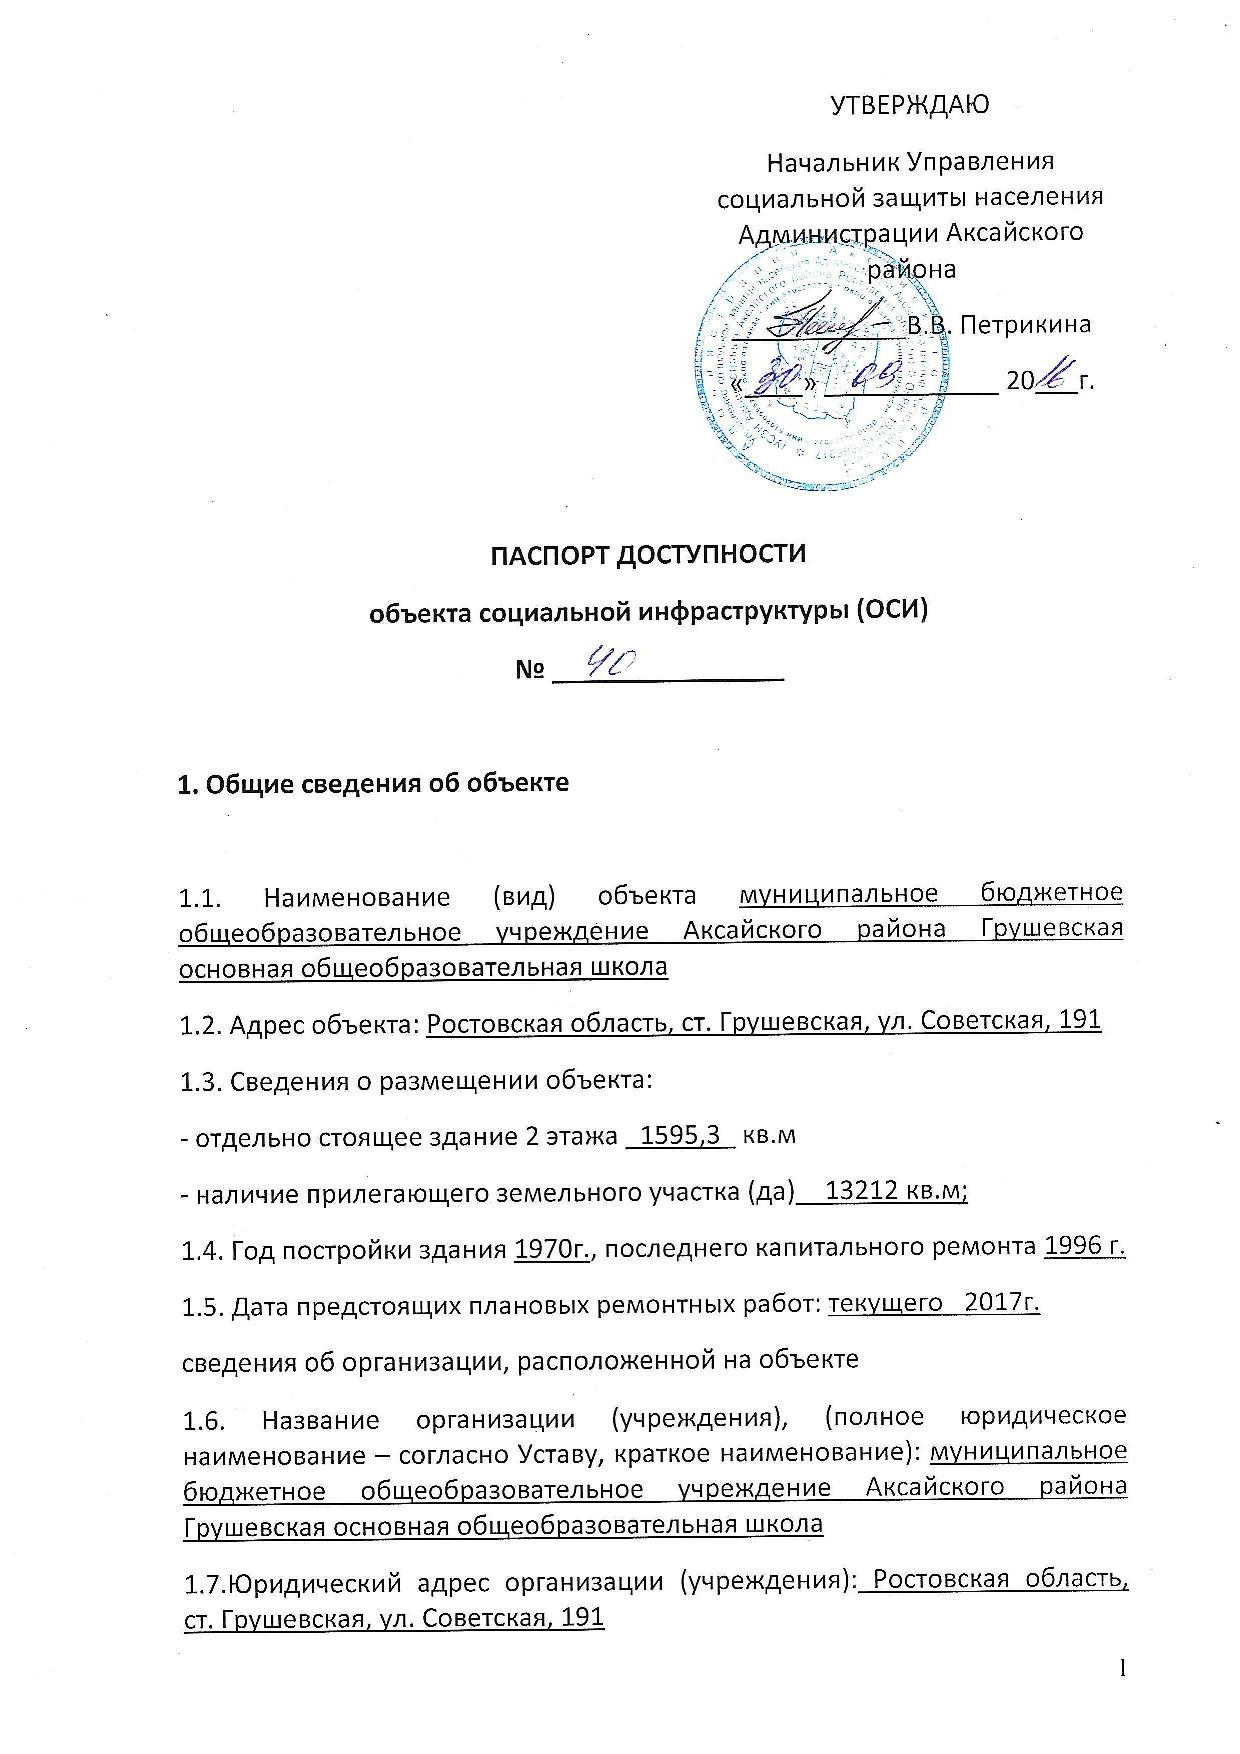 УТВЕРЖДАЮ
Начальник Управления
социальной защиты населения
Администрации Аксайского
района
В.В. Петрикина
«30» 09 2016 г.
ПАСПОРТ ДОСТУПНОСТИ
объекта социальной инфраструктуры (ОСИ)
№ 40
1. Общие сведения об объекте
1.1. Наименование (вид) объекта муниципальное бюджетное
общеобразовательное учреждение Аксайского района Грушевская
основная общеобразовательная школа
1.2. Адрес объекта: Ростовская область, ст. Грушевская, ул. Советская, 191
1.3. Сведения о размещении объекта:
- отдельно стоящее здание 2 этажа 1595,3 кв.м
- наличие прилегающего земельного участка (да) 13212 кв.м;
1.4. Год постройки здания 1970г., последнего капитального ремонта 1996 г.
1.5. Дата предстоящих плановых ремонтных работ: текущего 2017г.
сведения об организации, расположенной на объекте
1.6. Название организации (учреждения), (полное юридическое
наименование – согласно Уставу, краткое наименование): муниципальное
бюджетное общеобразовательное учреждение Аксайского района
Грушевская основная общеобразовательная школа
1.7.Юридический адрес организации (учреждения): Ростовская область,
ст. Грушевская, ул. Советская, 191
1